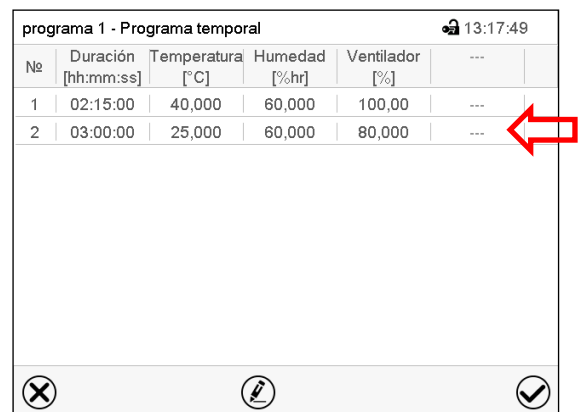 programa 1 - Programa temporal 13:17:49
№ Duración [hh:mm:ss] Temperatura [°C] Humedad [%hr] Ventilador [%] ---
1 02:15:00 40,000 60,000 100,00 ---
2 03:00:00 25,000 60,000 80,000 ---